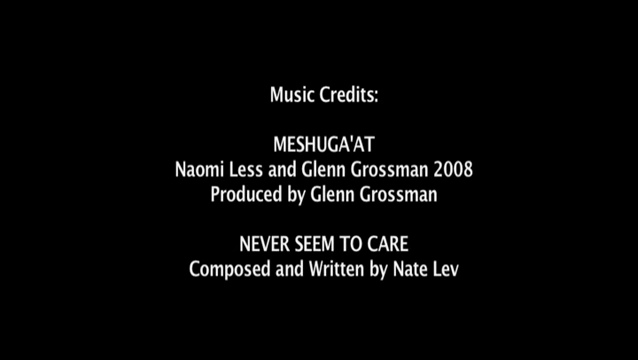 Music Credits:
MESHUGA'AT
Naomi Less and Glenn Grossman 2008
Produced by Glenn Grossman
NEVER SEEM TO CARE
Composed and Written by Nate Lev